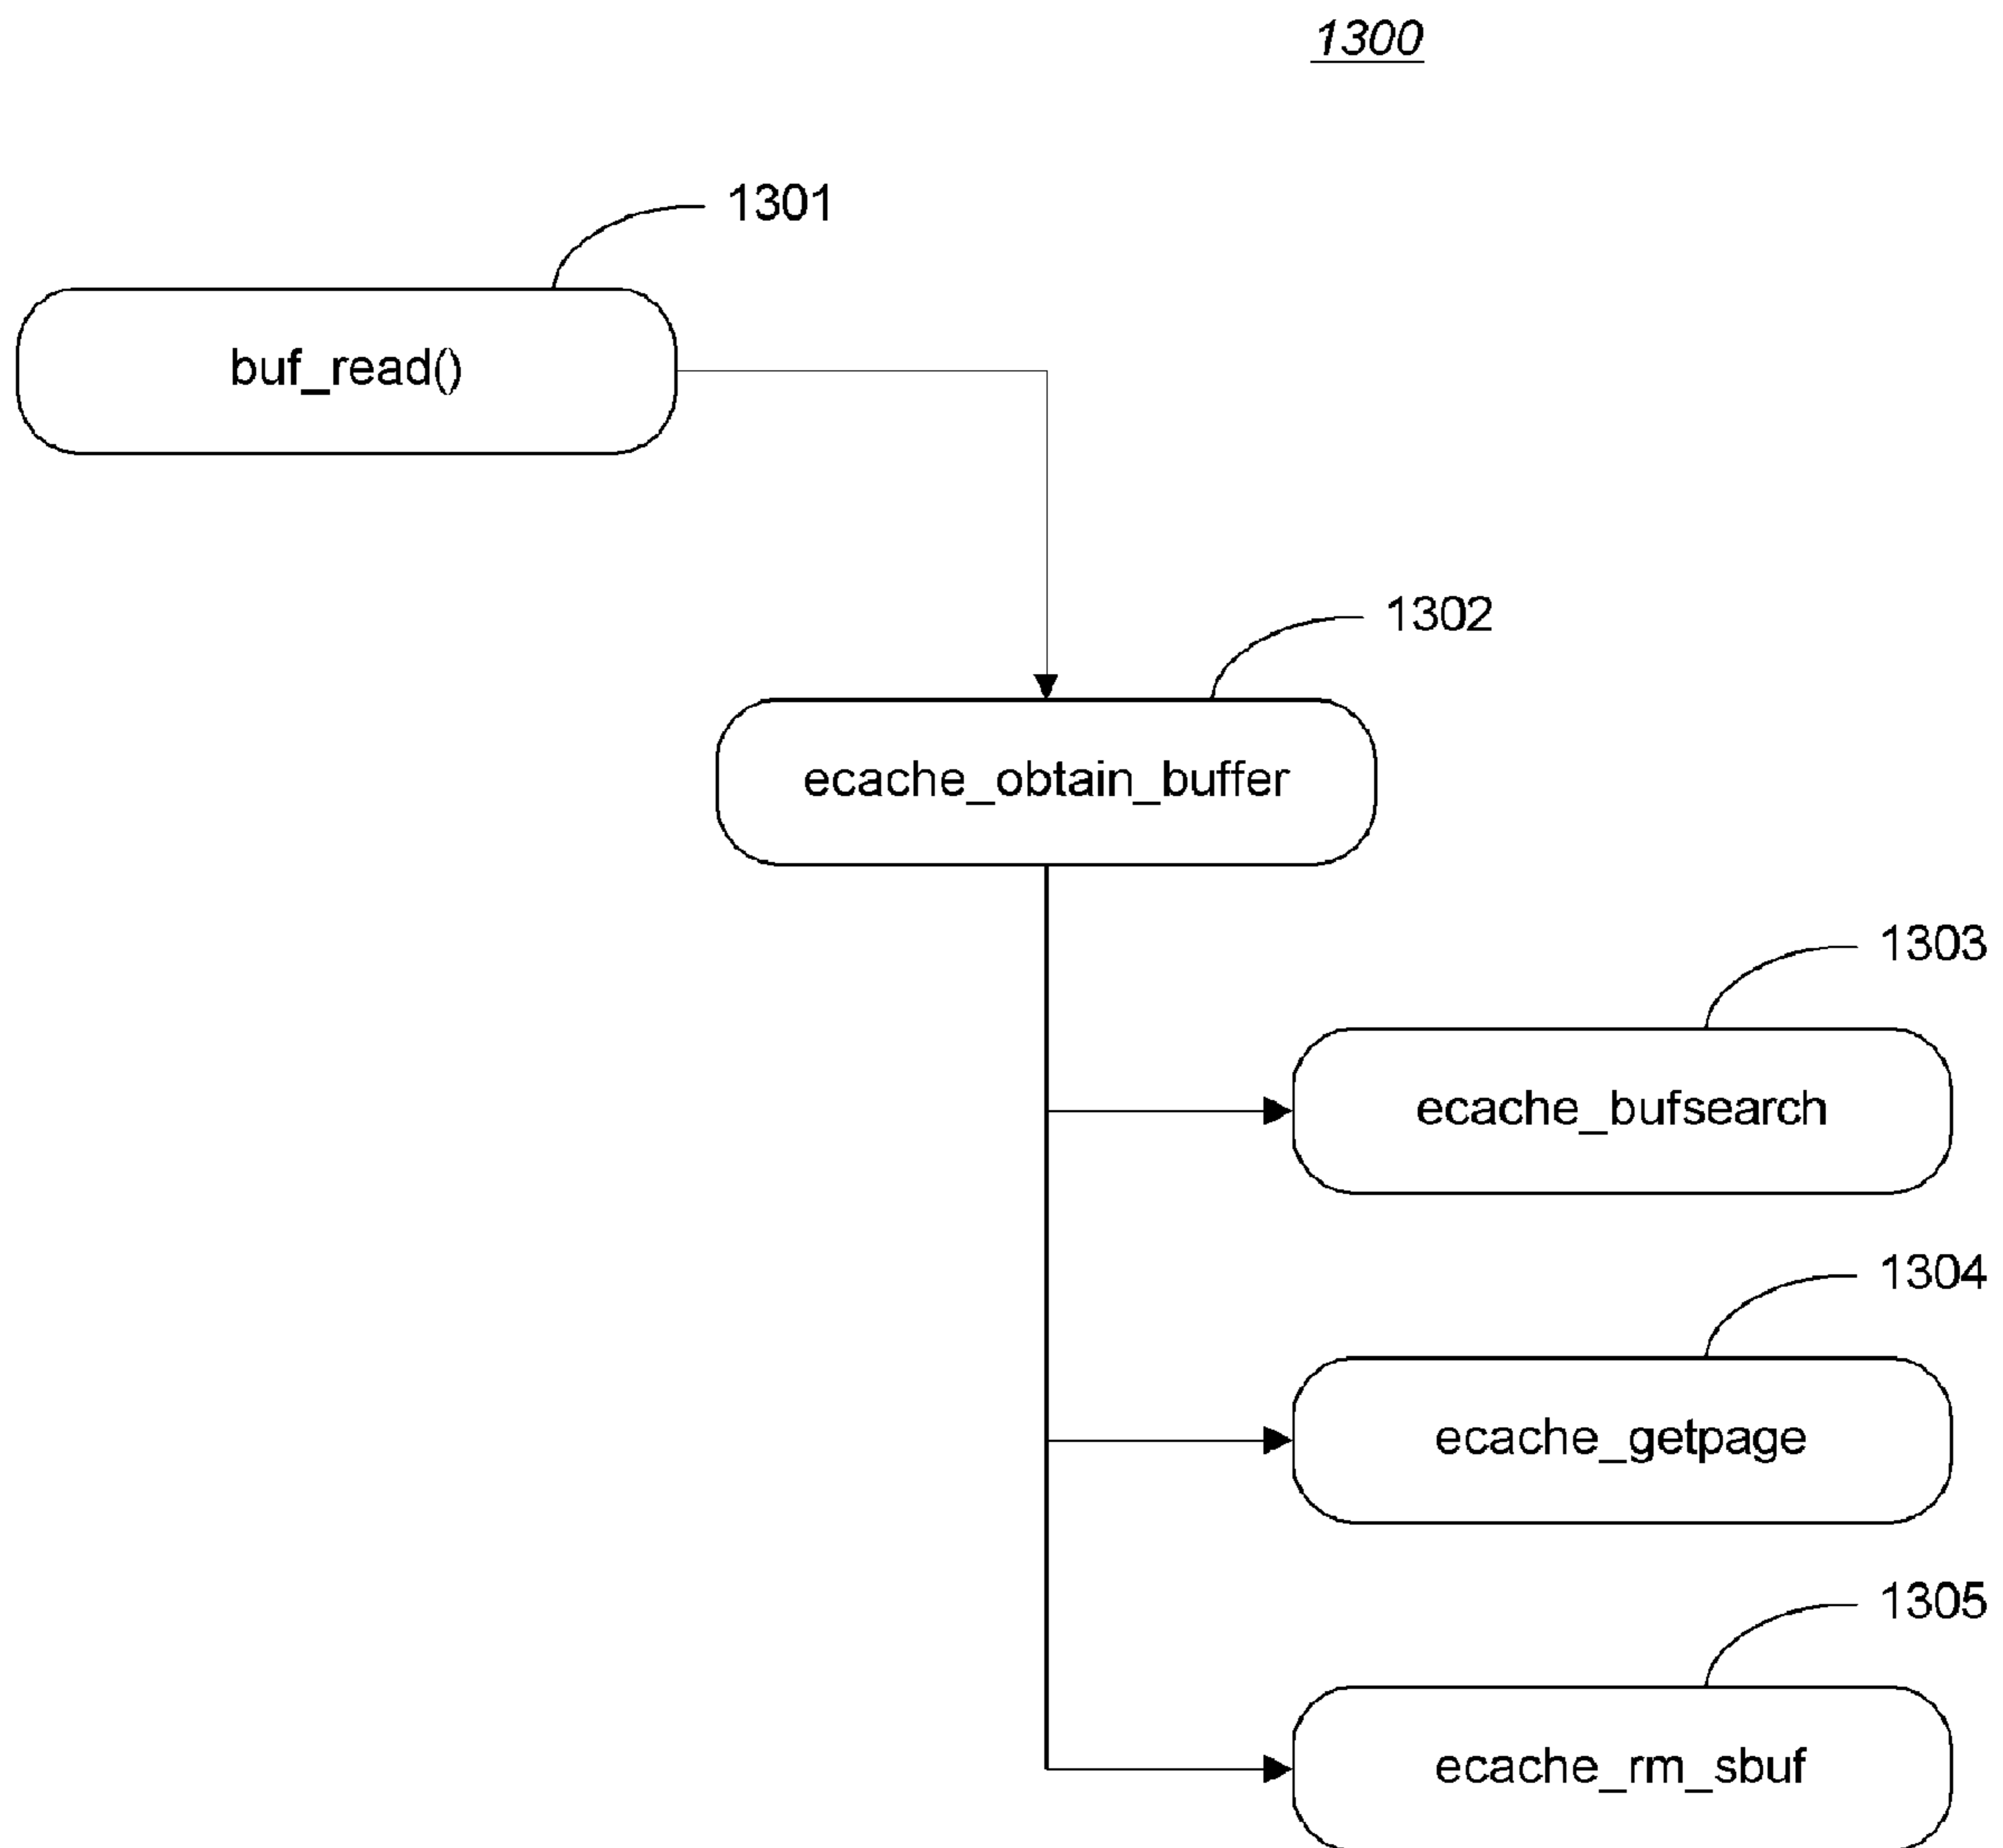 1300
1301
buf_read()
1302
ecache_obtain_buffer
1303
ecache_bufsearch
1304
ecache_getpage
1305
ecache_rm_sbuf